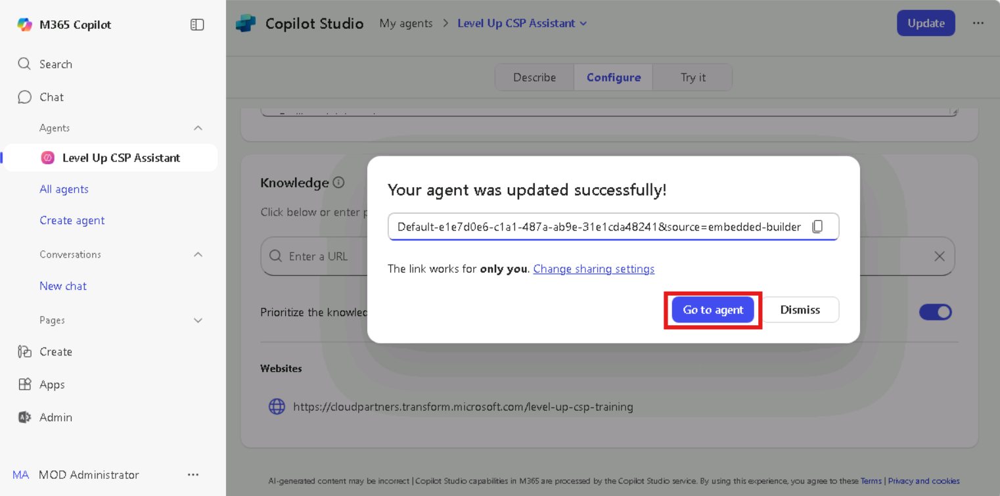 M365 Copilot
Search
Chat
Agents
Level Up CSP Assistant
All agents
Create agent
Conversations
New chat
Pages
Create
Apps
Admin
MA MOD Administrator
Copilot Studio My agents > Level Up CSP Assistant
Update
Describe Configure Try it
Knowledge
Click below or enter
Enter a URL
Prioritize the
Websites
https://cloudpartners.transform.microsoft.com/level-up-csp-training
Your agent was updated successfully!
Default-e1e7d0e6-c1a1-487a-ab9e-31e1cda48241&source=embedded-builder
The link works for only you. Change sharing settings
Go to agent Dismiss
AI-generated content may be incorrect | Copilot Studio capabilities in M365 are processed by the Copilot Studio service. By using this experience, you agree to these Terms | Privacy and cookies